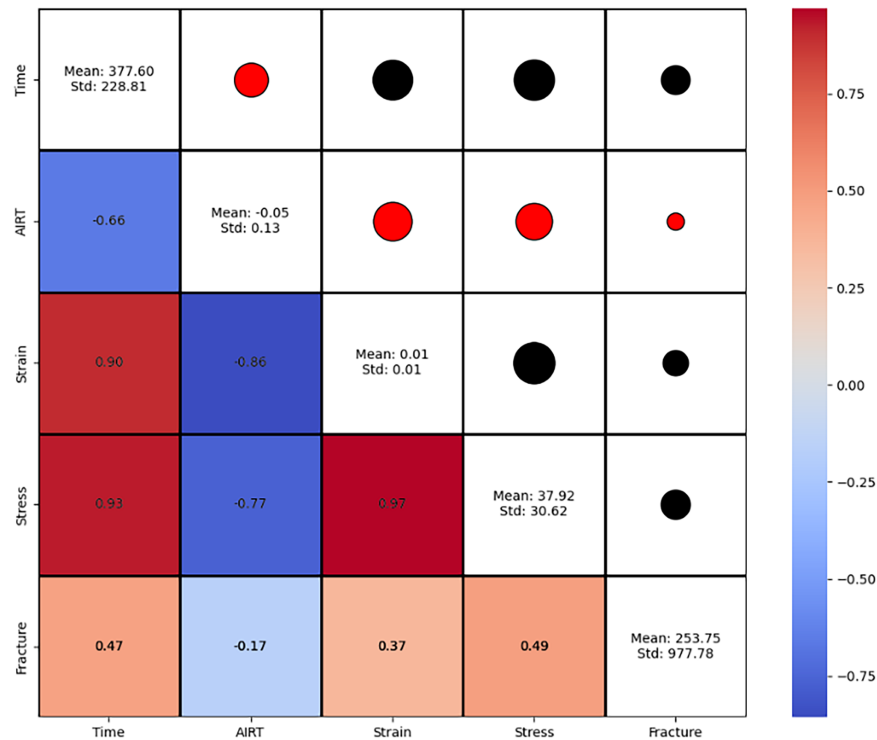 Time
Mean: 377.60
Std: 228.81
AIRT
-0.66
Mean: -0.05
Std: 0.13
Strain
0.90
-0.86
Mean: 0.01
Std: 0.01
Stress
0.93
-0.77
0.97
Mean: 37.92
Std: 30.62
Fracture
0.47
-0.17
0.37
0.49
Mean: 253.75
Std: 977.78
Time
AIRT
Strain
Stress
Fracture
0.75
0.50
0.25
0.00
−0.25
−0.50
−0.75